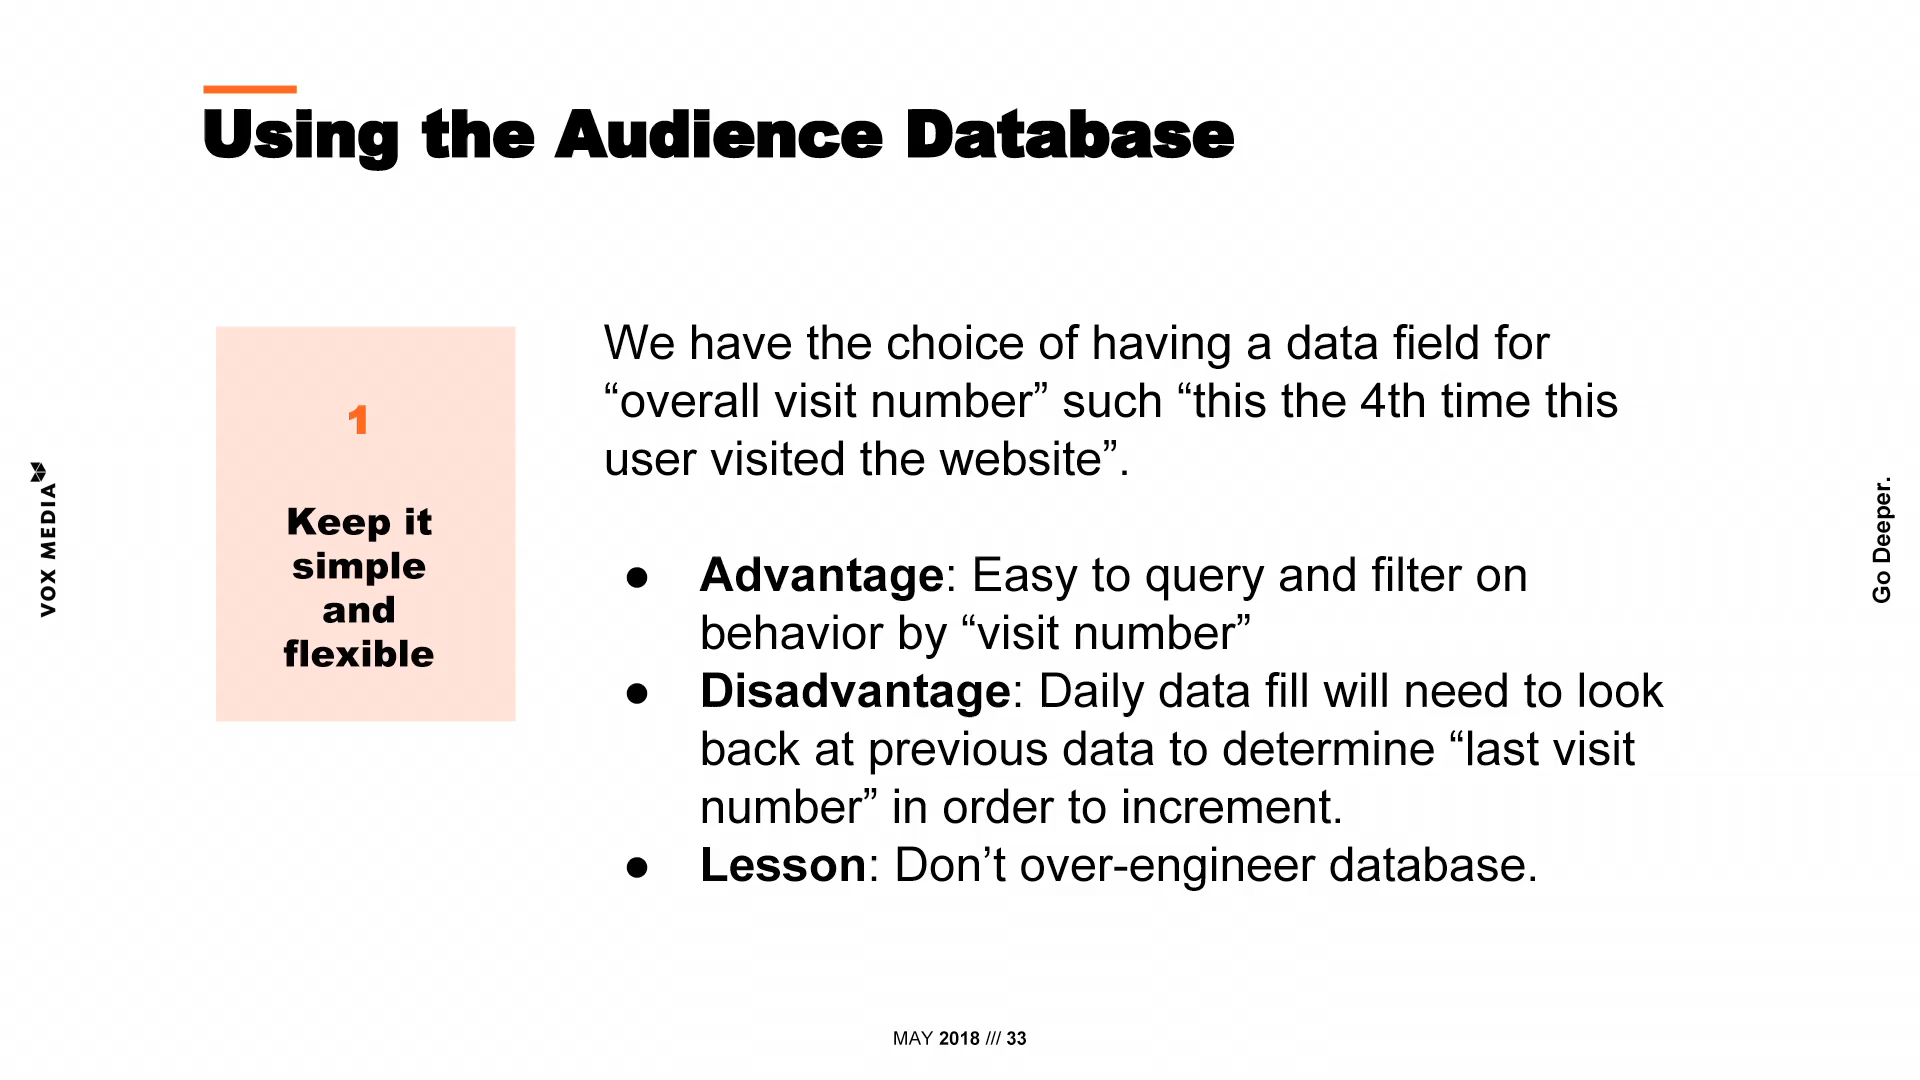 Using the Audience Database
1
Keep it
simple
and
flexible
We have the choice of having a data field for
“overall visit number” such “this the 4th time this
user visited the website”.
● Advantage: Easy to query and filter on
behavior by “visit number”
● Disadvantage: Daily data fill will need to look
back at previous data to determine “last visit
number” in order to increment.
● Lesson: Don’t over-engineer database.
VOX MEDIA
Go Deeper.
MAY 2018 /// 33